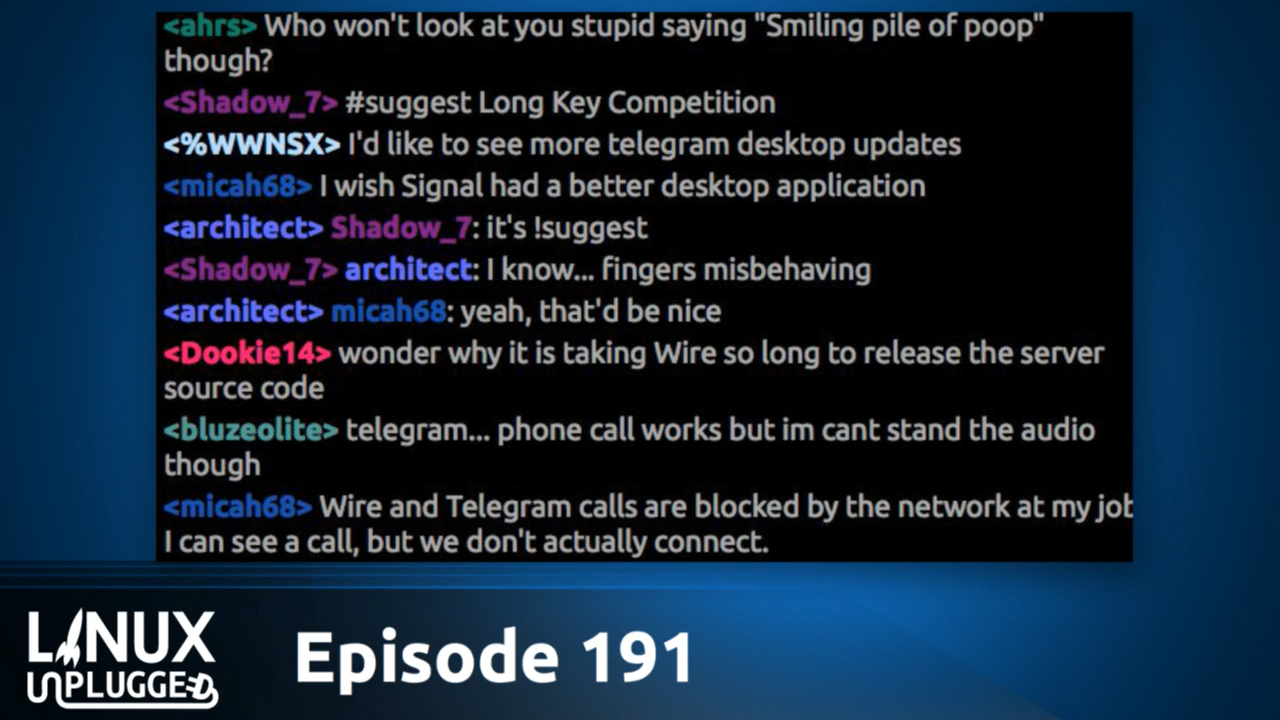 <ahrs> Who won't look at you stupid saying "Smiling pile of poop"
though?
<Shadow_7> #suggest Long Key Competition
<%WWNSX> I'd like to see more telegram desktop updates
<micah68> I wish Signal had a better desktop application
<architect> Shadow_7: it's !suggest
<Shadow_7> architect: I know... fingers misbehaving
<architect> micah68: yeah, that'd be nice
<Dookie14> wonder why it is taking Wire so long to release the server
source code
<bluzeolite> telegram... phone call works but im cant stand the audio
though
<micah68> Wire and Telegram calls are blocked by the network at my job
I can see a call, but we don't actually connect.
LINUX
UNPLUGGED
Episode 191